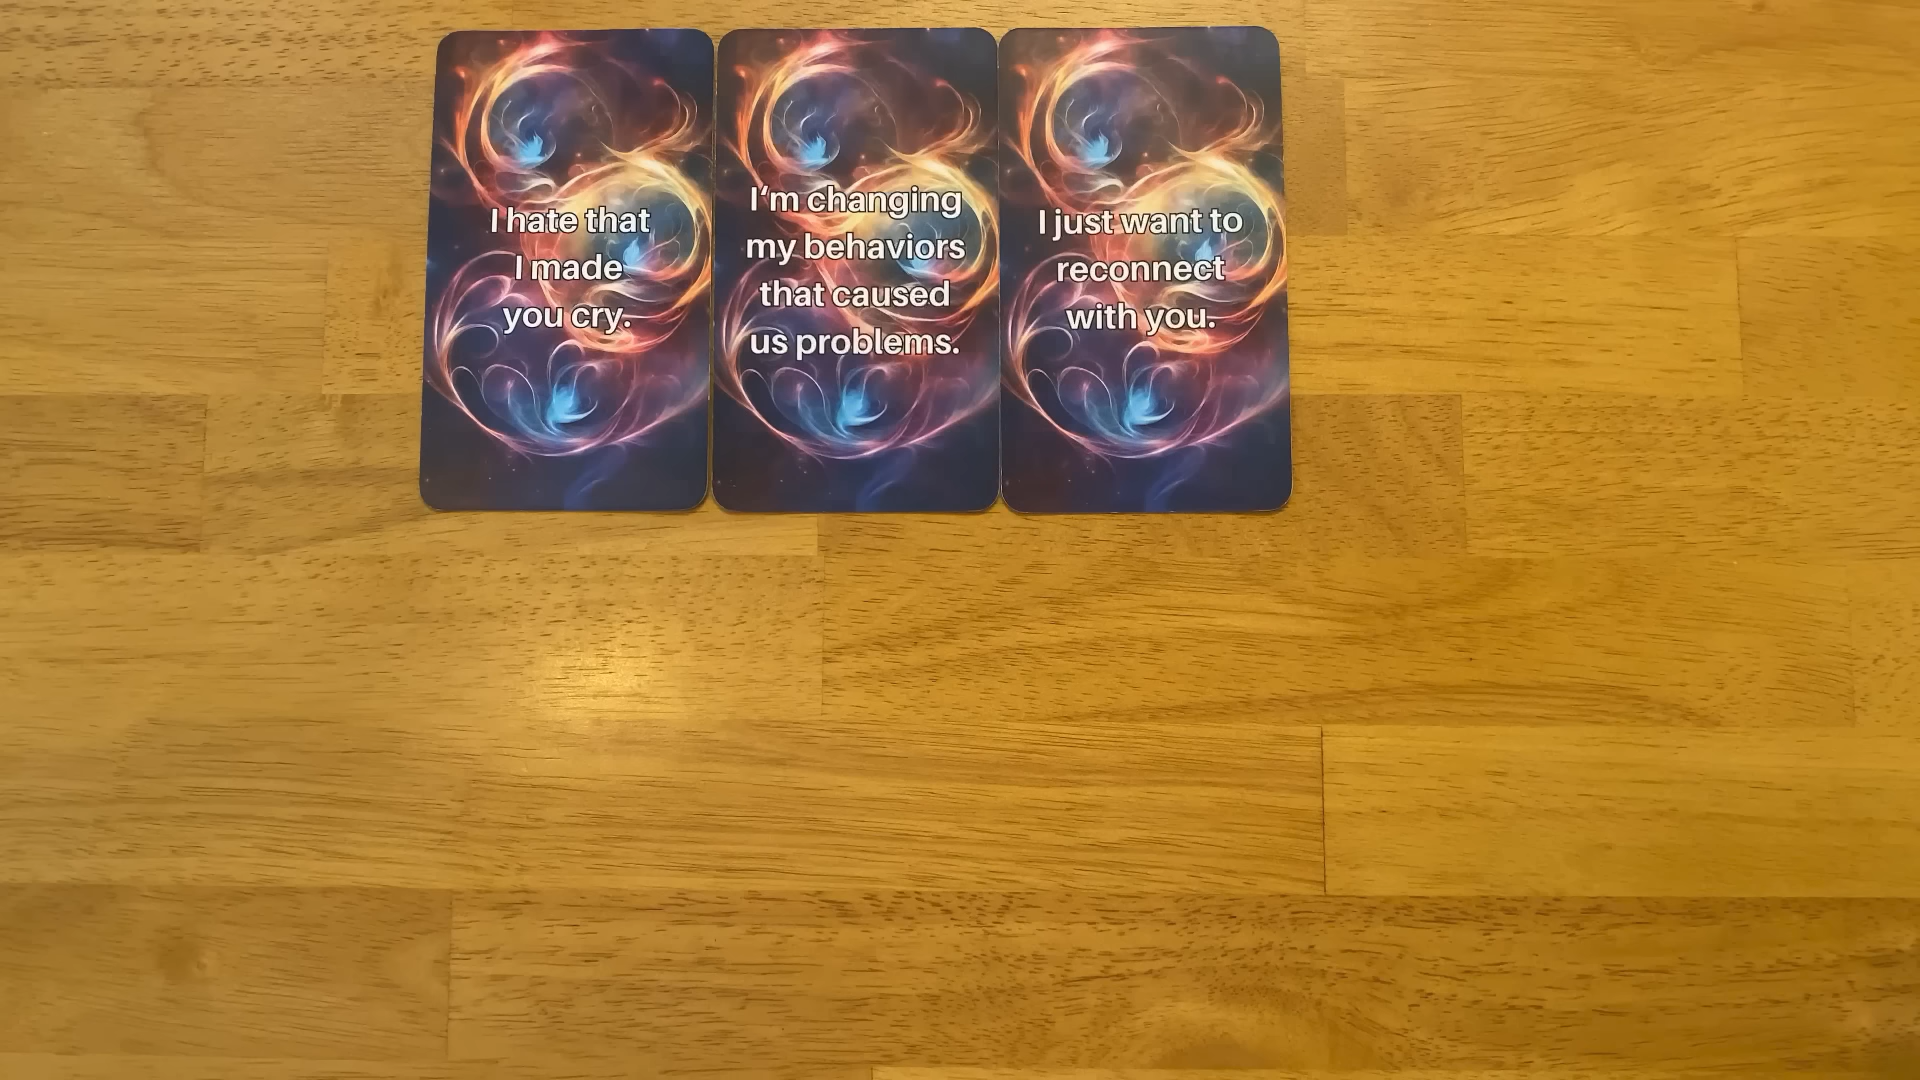 I hate that
I made
you cry.
I‘m changing
my behaviors
that caused
us problems.
I just want to
reconnect
with you.